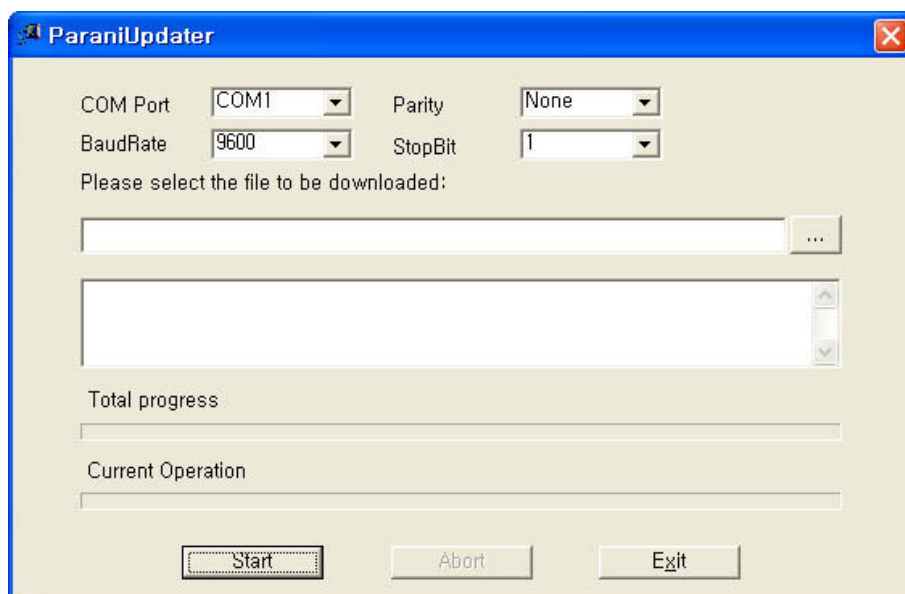 ParaniUpdater
COM Port COM1 Parity None
BaudRate 9600 StopBit 1
Please select the file to be downloaded:
...
Total progress
Current Operation
Start Abort Exit